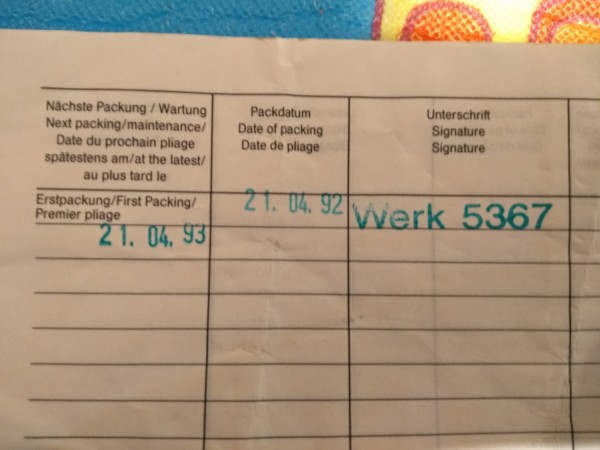 Nächste Packung / Wartung
Next packing/maintenance/
Date du prochain pliage
spätestens am/at the latest/
au plus tard le
Packdatum
Date of packing
Date de pliage
Unterschrift
Signature
Signature
Erstpackung/First Packing/
Premier pliage
21. 04. 92
Werk 5367
21. 04. 93